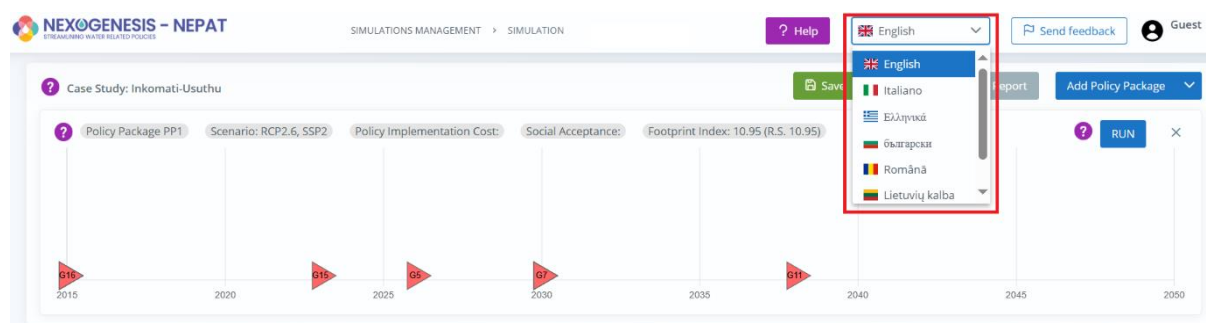 NEXOGENESIS – NEPAT
STREAMLINING WATER RELATED POLICIES
SIMULATIONS MANAGEMENT > SIMULATION
? Help
English
Send feedback
Guest
? Case Study: Inkomati-Usuthu
Save
Report
Add Policy Package
English
Italiano
Ελληνικά
български
Română
Lietuvių kalba
? Policy Package PP1 Scenario: RCP2.6, SSP2 Policy Implementation Cost: Social Acceptance: Footprint Index: 10.95 (R.S. 10.95) ? RUN ×
G16 G15 G5 G7 G11
2015 2020 2025 2030 2035 2040 2045 2050